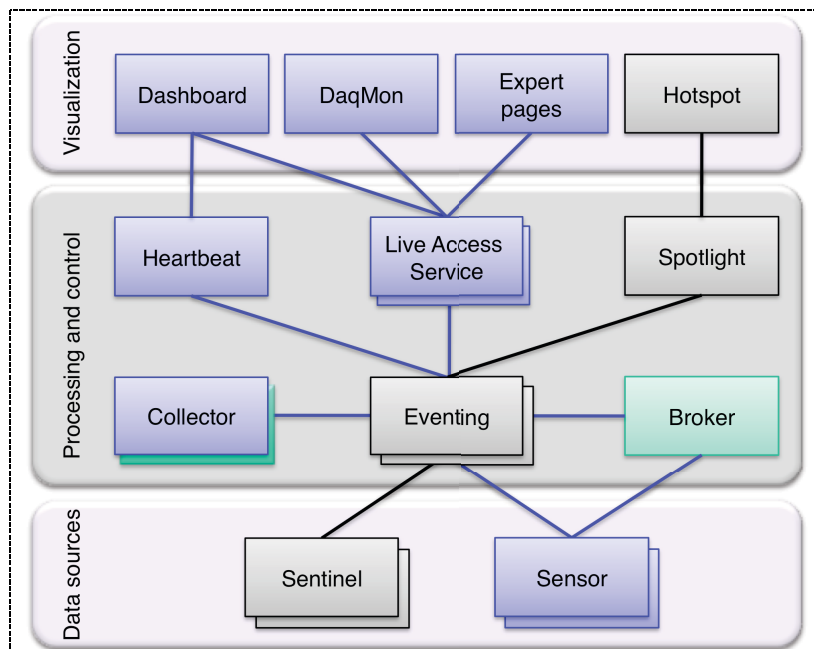 Visualization
Dashboard
DaqMon
Expert
pages
Hotspot
Processing and control
Heartbeat
Live Access
Service
Spotlight
Collector
Eventing
Broker
Data sources
Sentinel
Sensor